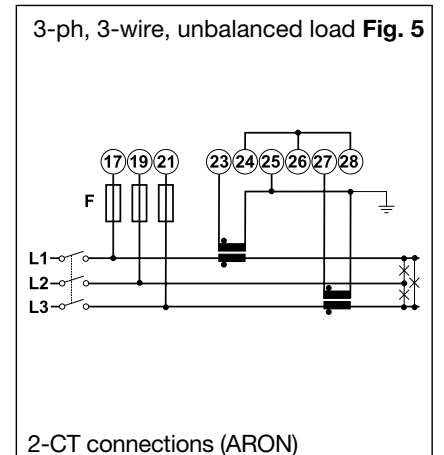 3-ph, 3-wire, unbalanced load Fig. 5
17 19 21 23 24 25 26 27 28
F
L1
L2
L3
2-CT connections (ARON)